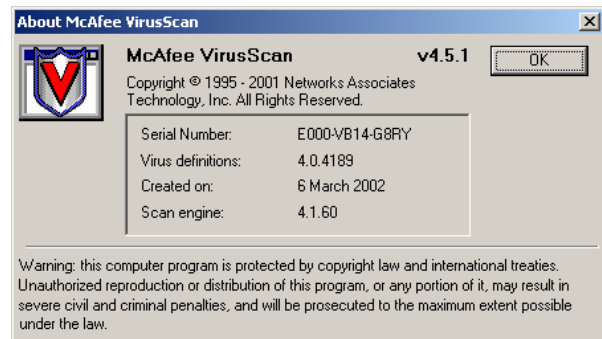 About McAfee VirusScan
McAfee VirusScan v4.5.1
OK
Copyright © 1995 - 2001 Networks Associates
Technology, Inc. All Rights Reserved.
Serial Number: E000-VB14-G8RY
Virus definitions: 4.0.4189
Created on: 6 March 2002
Scan engine: 4.1.60
Warning: this computer program is protected by copyright law and international treaties.
Unauthorized reproduction or distribution of this program, or any portion of it, may result in
severe civil and criminal penalties, and will be prosecuted to the maximum extent possible
under the law.